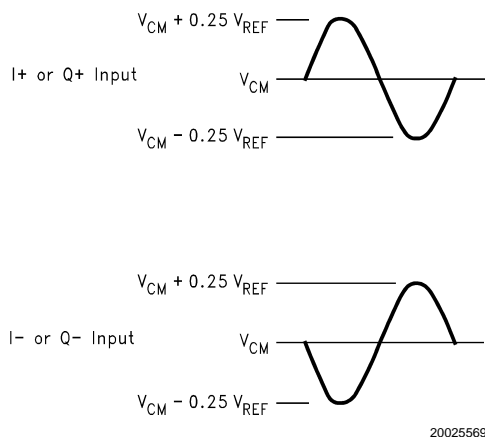 V_CM + 0.25 V_REF
I+ or Q+ Input
V_CM
V_CM − 0.25 V_REF
V_CM + 0.25 V_REF
I− or Q− Input
V_CM
V_CM − 0.25 V_REF
20025569